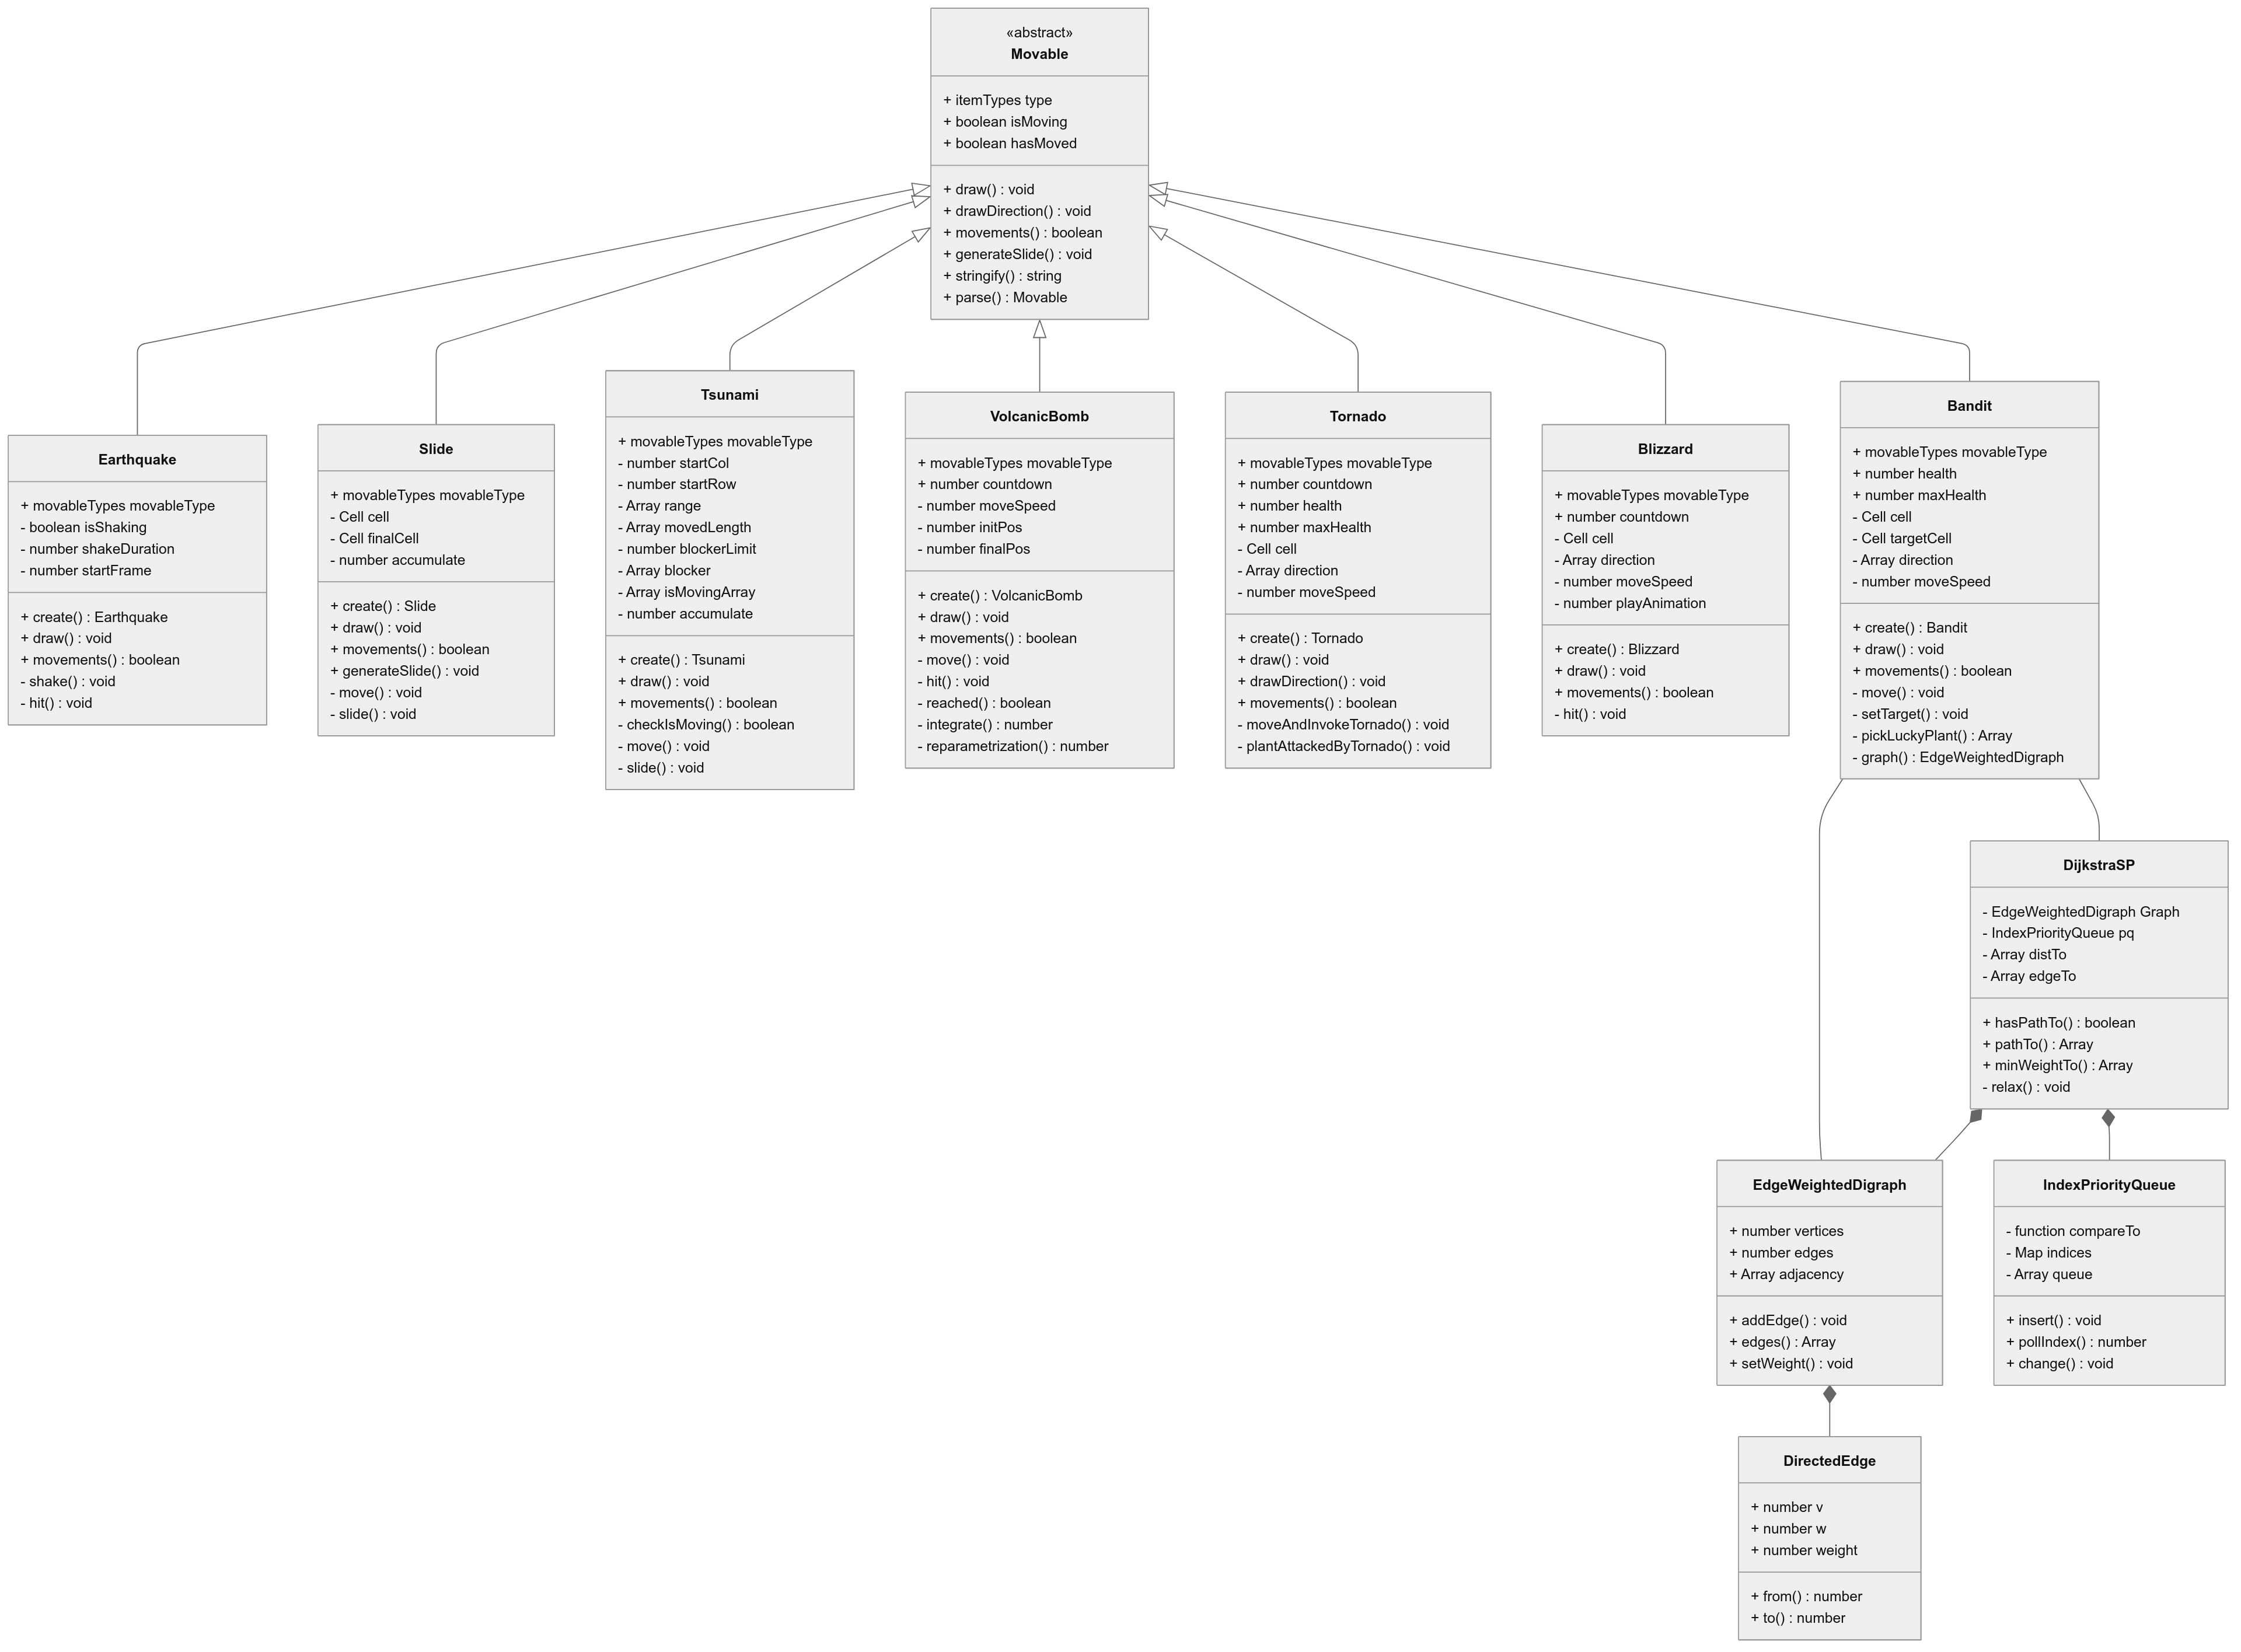 «abstract»
Movable
+ itemTypes type
+ boolean isMoving
+ boolean hasMoved
+ draw() : void
+ drawDirection() : void
+ movements() : boolean
+ generateSlide() : void
+ stringify() : string
+ parse() : Movable
Earthquake
+ movableTypes movableType
- boolean isShaking
- number shakeDuration
- number startFrame
+ create() : Earthquake
+ draw() : void
+ movements() : boolean
- shake() : void
- hit() : void
Slide
+ movableTypes movableType
- Cell cell
- Cell finalCell
- number accumulate
+ create() : Slide
+ draw() : void
+ movements() : boolean
+ generateSlide() : void
- move() : void
- slide() : void
Tsunami
+ movableTypes movableType
- number startCol
- number startRow
- Array range
- Array movedLength
- number blockerLimit
- Array blocker
- Array isMovingArray
- number accumulate
+ create() : Tsunami
+ draw() : void
+ movements() : boolean
- checkIsMoving() : boolean
- move() : void
- slide() : void
VolcanicBomb
+ movableTypes movableType
+ number countdown
- number moveSpeed
- number initPos
- number finalPos
+ create() : VolcanicBomb
+ draw() : void
+ movements() : boolean
- move() : void
- hit() : void
- reached() : boolean
- integrate() : number
- reparametrization() : number
Tornado
+ movableTypes movableType
+ number countdown
+ number health
+ number maxHealth
- Cell cell
- Array direction
- number moveSpeed
+ create() : Tornado
+ draw() : void
+ drawDirection() : void
+ movements() : boolean
- moveAndInvokeTornado() : void
- plantAttackedByTornado() : void
Blizzard
+ movableTypes movableType
+ number countdown
- Cell cell
- Array direction
- number moveSpeed
- number playAnimation
+ create() : Blizzard
+ draw() : void
+ movements() : boolean
- hit() : void
Bandit
+ movableTypes movableType
+ number health
+ number maxHealth
- Cell cell
- Cell targetCell
- Array direction
- number moveSpeed
+ create() : Bandit
+ draw() : void
+ movements() : boolean
- move() : void
- setTarget() : void
- pickLuckyPlant() : Array
- graph() : EdgeWeightedDigraph
DijkstraSP
- EdgeWeightedDigraph Graph
- IndexPriorityQueue pq
- Array distTo
- Array edgeTo
+ hasPathTo() : boolean
+ pathTo() : Array
+ minWeightTo() : Array
- relax() : void
EdgeWeightedDigraph
+ number vertices
+ number edges
+ Array adjacency
+ addEdge() : void
+ edges() : Array
+ setWeight() : void
IndexPriorityQueue
- function compareTo
- Map indices
- Array queue
+ insert() : void
+ pollIndex() : number
+ change() : void
DirectedEdge
+ number v
+ number w
+ number weight
+ from() : number
+ to() : number